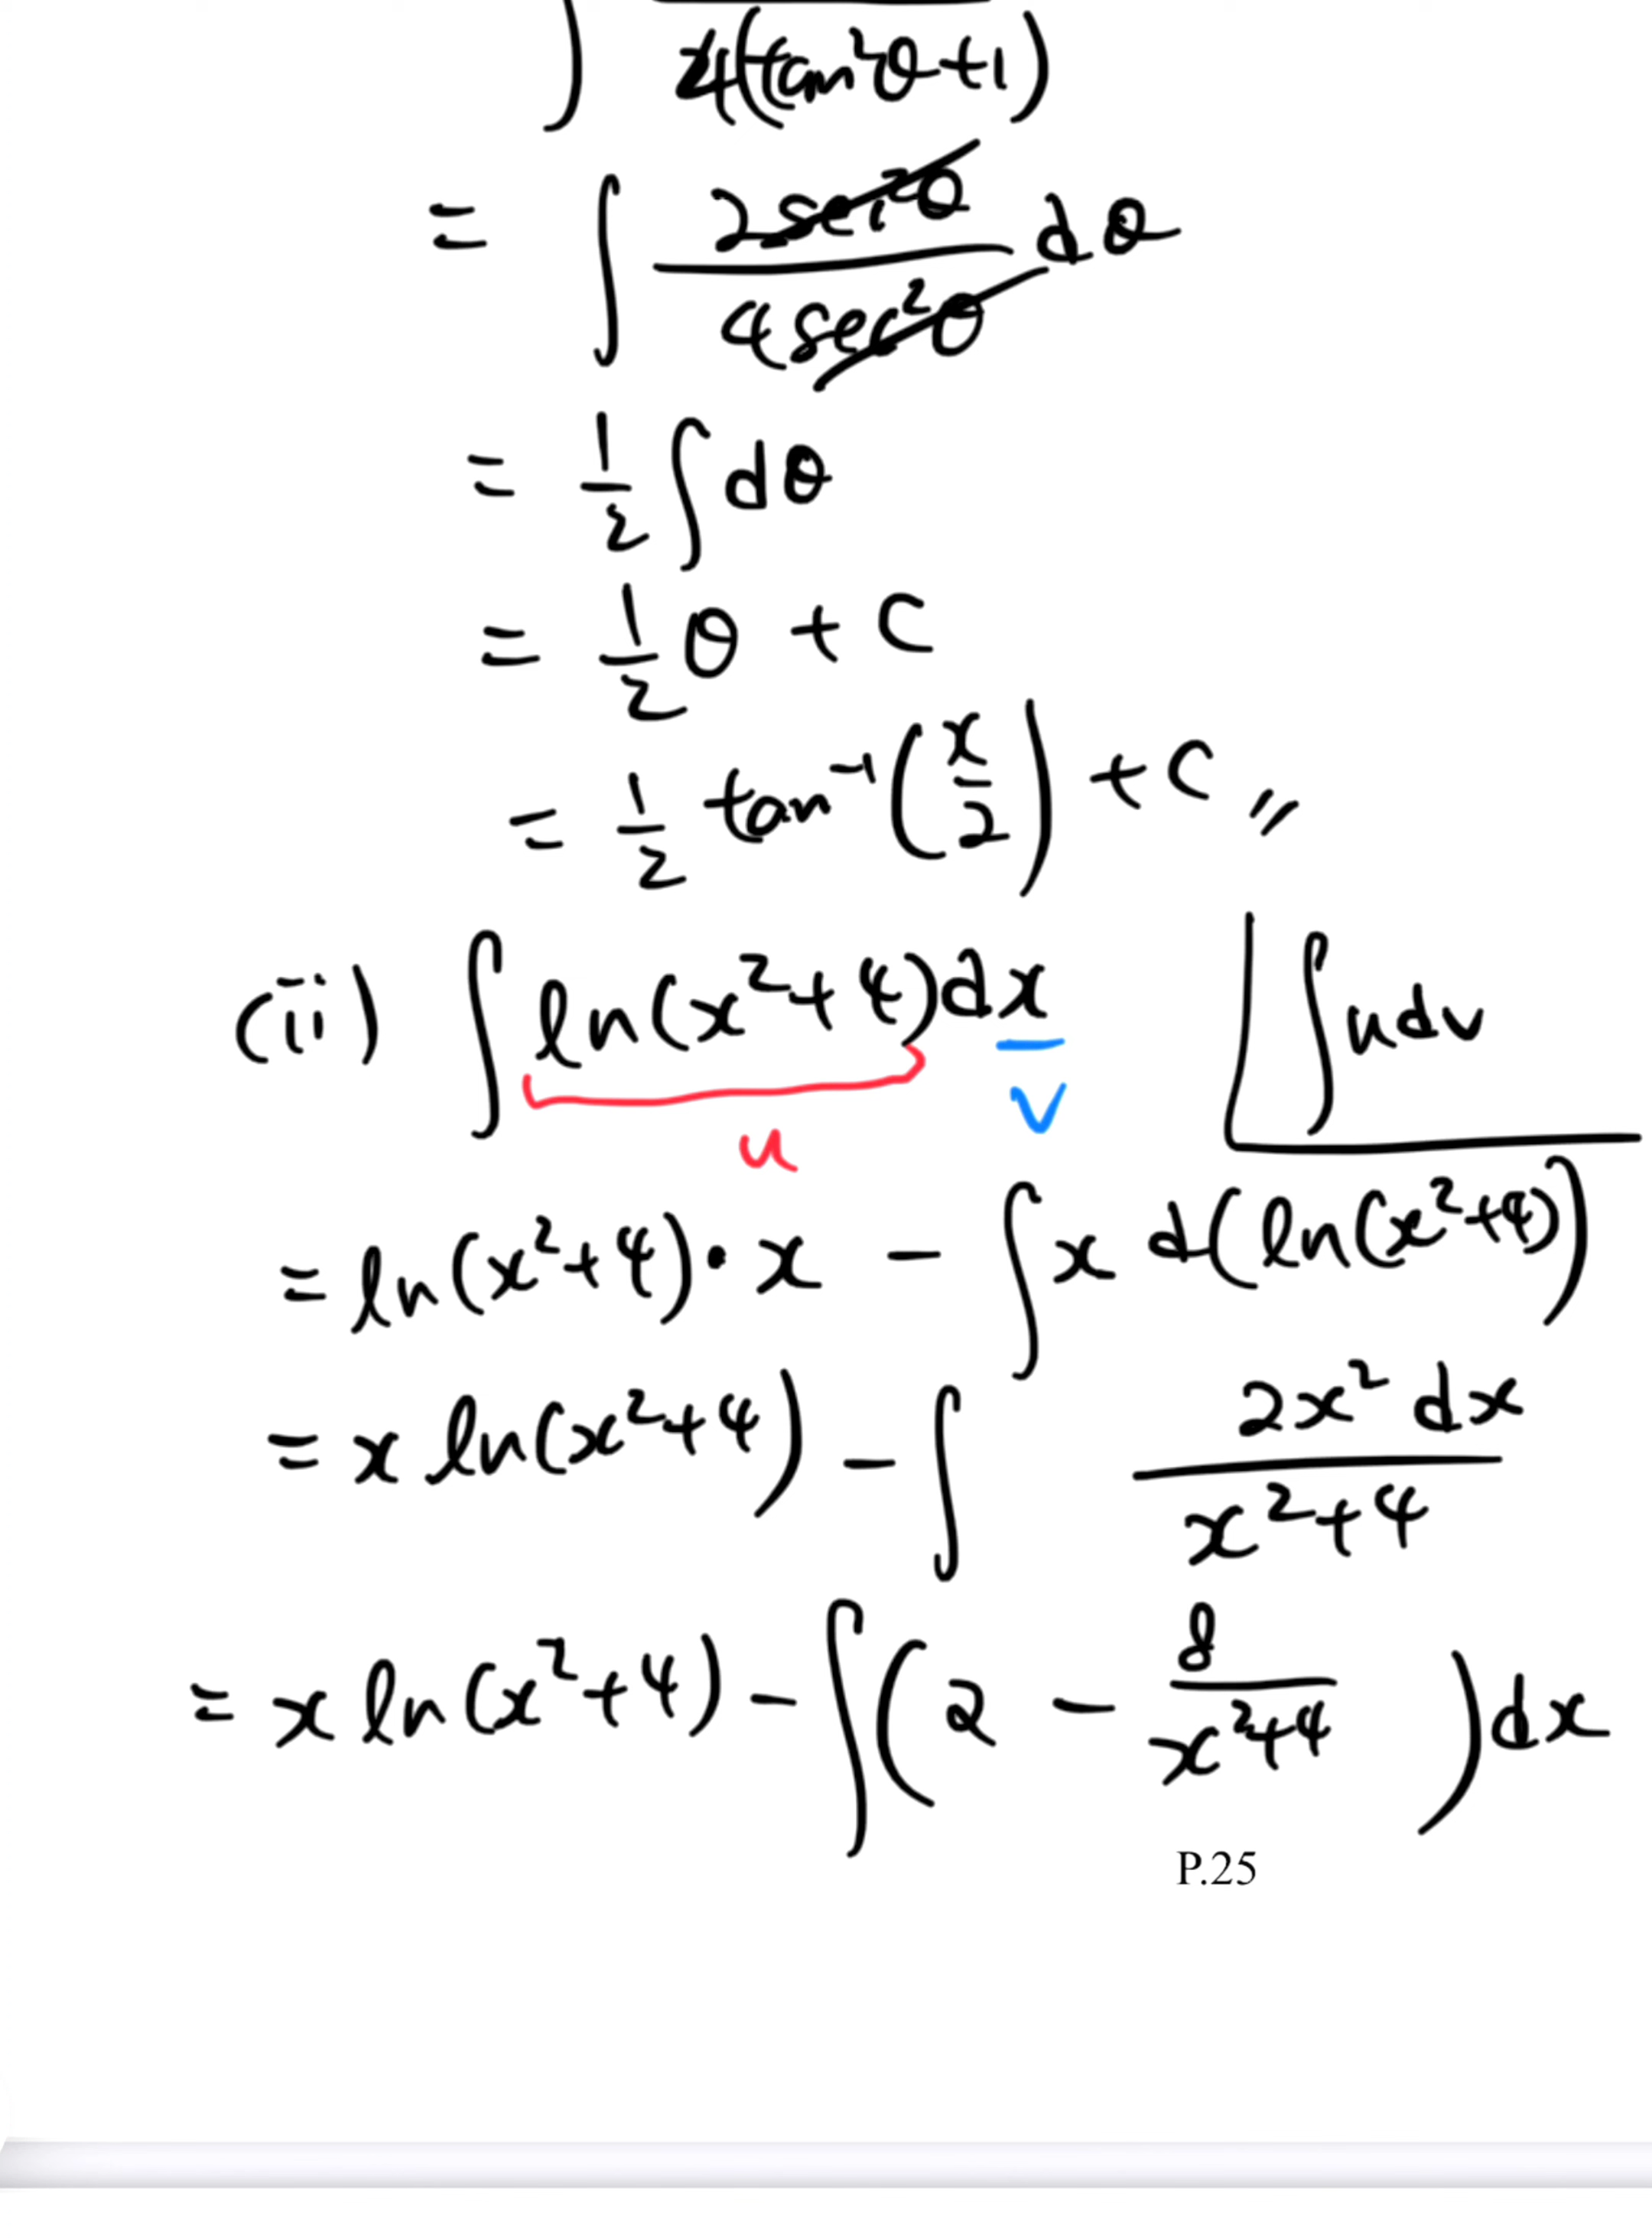 ∫ 4(tan²θ+1)
= ∫ 2sec²θ / 4sec²θ dθ
= 1/2 ∫ dθ
= 1/2 θ + C
= 1/2 tan⁻¹(x/2) + C //
(ii) ∫ ln(x²+4)dx ∫udv
u v
= ln(x²+4)·x − ∫ x d(ln(x²+4))
= x ln(x²+4) − ∫ 2x² dx / x²+4
= x ln(x²+4) − ∫(2 − 8/x²+4)dx
P.25